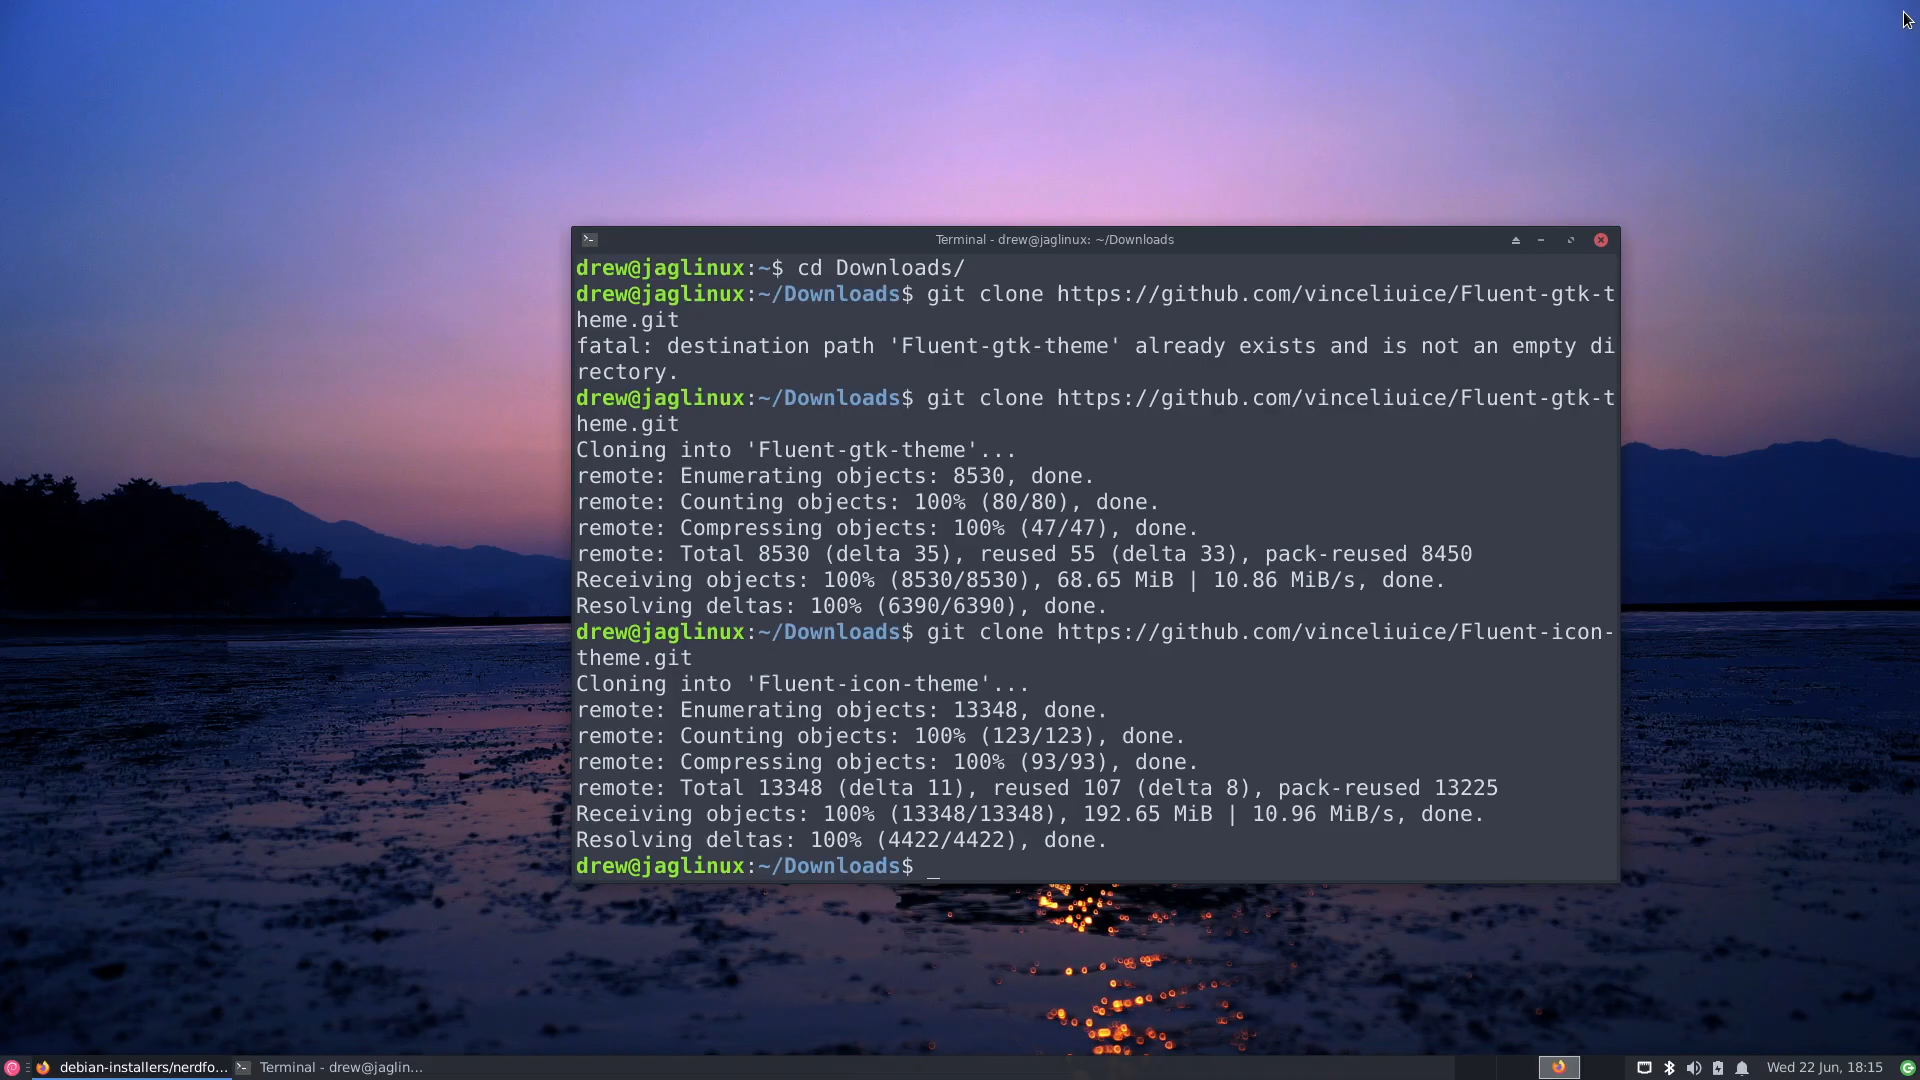 Terminal - drew@jaglinux: ~/Downloads
drew@jaglinux:~$ cd Downloads/
drew@jaglinux:~/Downloads$ git clone https://github.com/vinceliuice/Fluent-gtk-t
heme.git
fatal: destination path 'Fluent-gtk-theme' already exists and is not an empty di
rectory.
drew@jaglinux:~/Downloads$ git clone https://github.com/vinceliuice/Fluent-gtk-t
heme.git
Cloning into 'Fluent-gtk-theme'...
remote: Enumerating objects: 8530, done.
remote: Counting objects: 100% (80/80), done.
remote: Compressing objects: 100% (47/47), done.
remote: Total 8530 (delta 35), reused 55 (delta 33), pack-reused 8450
Receiving objects: 100% (8530/8530), 68.65 MiB | 10.86 MiB/s, done.
Resolving deltas: 100% (6390/6390), done.
drew@jaglinux:~/Downloads$ git clone https://github.com/vinceliuice/Fluent-icon-
theme.git
Cloning into 'Fluent-icon-theme'...
remote: Enumerating objects: 13348, done.
remote: Counting objects: 100% (123/123), done.
remote: Compressing objects: 100% (93/93), done.
remote: Total 13348 (delta 11), reused 107 (delta 8), pack-reused 13225
Receiving objects: 100% (13348/13348), 192.65 MiB | 10.96 MiB/s, done.
Resolving deltas: 100% (4422/4422), done.
drew@jaglinux:~/Downloads$ _
debian-installers/nerdfo... Terminal - drew@jaglin... Wed 22 Jun, 18:15